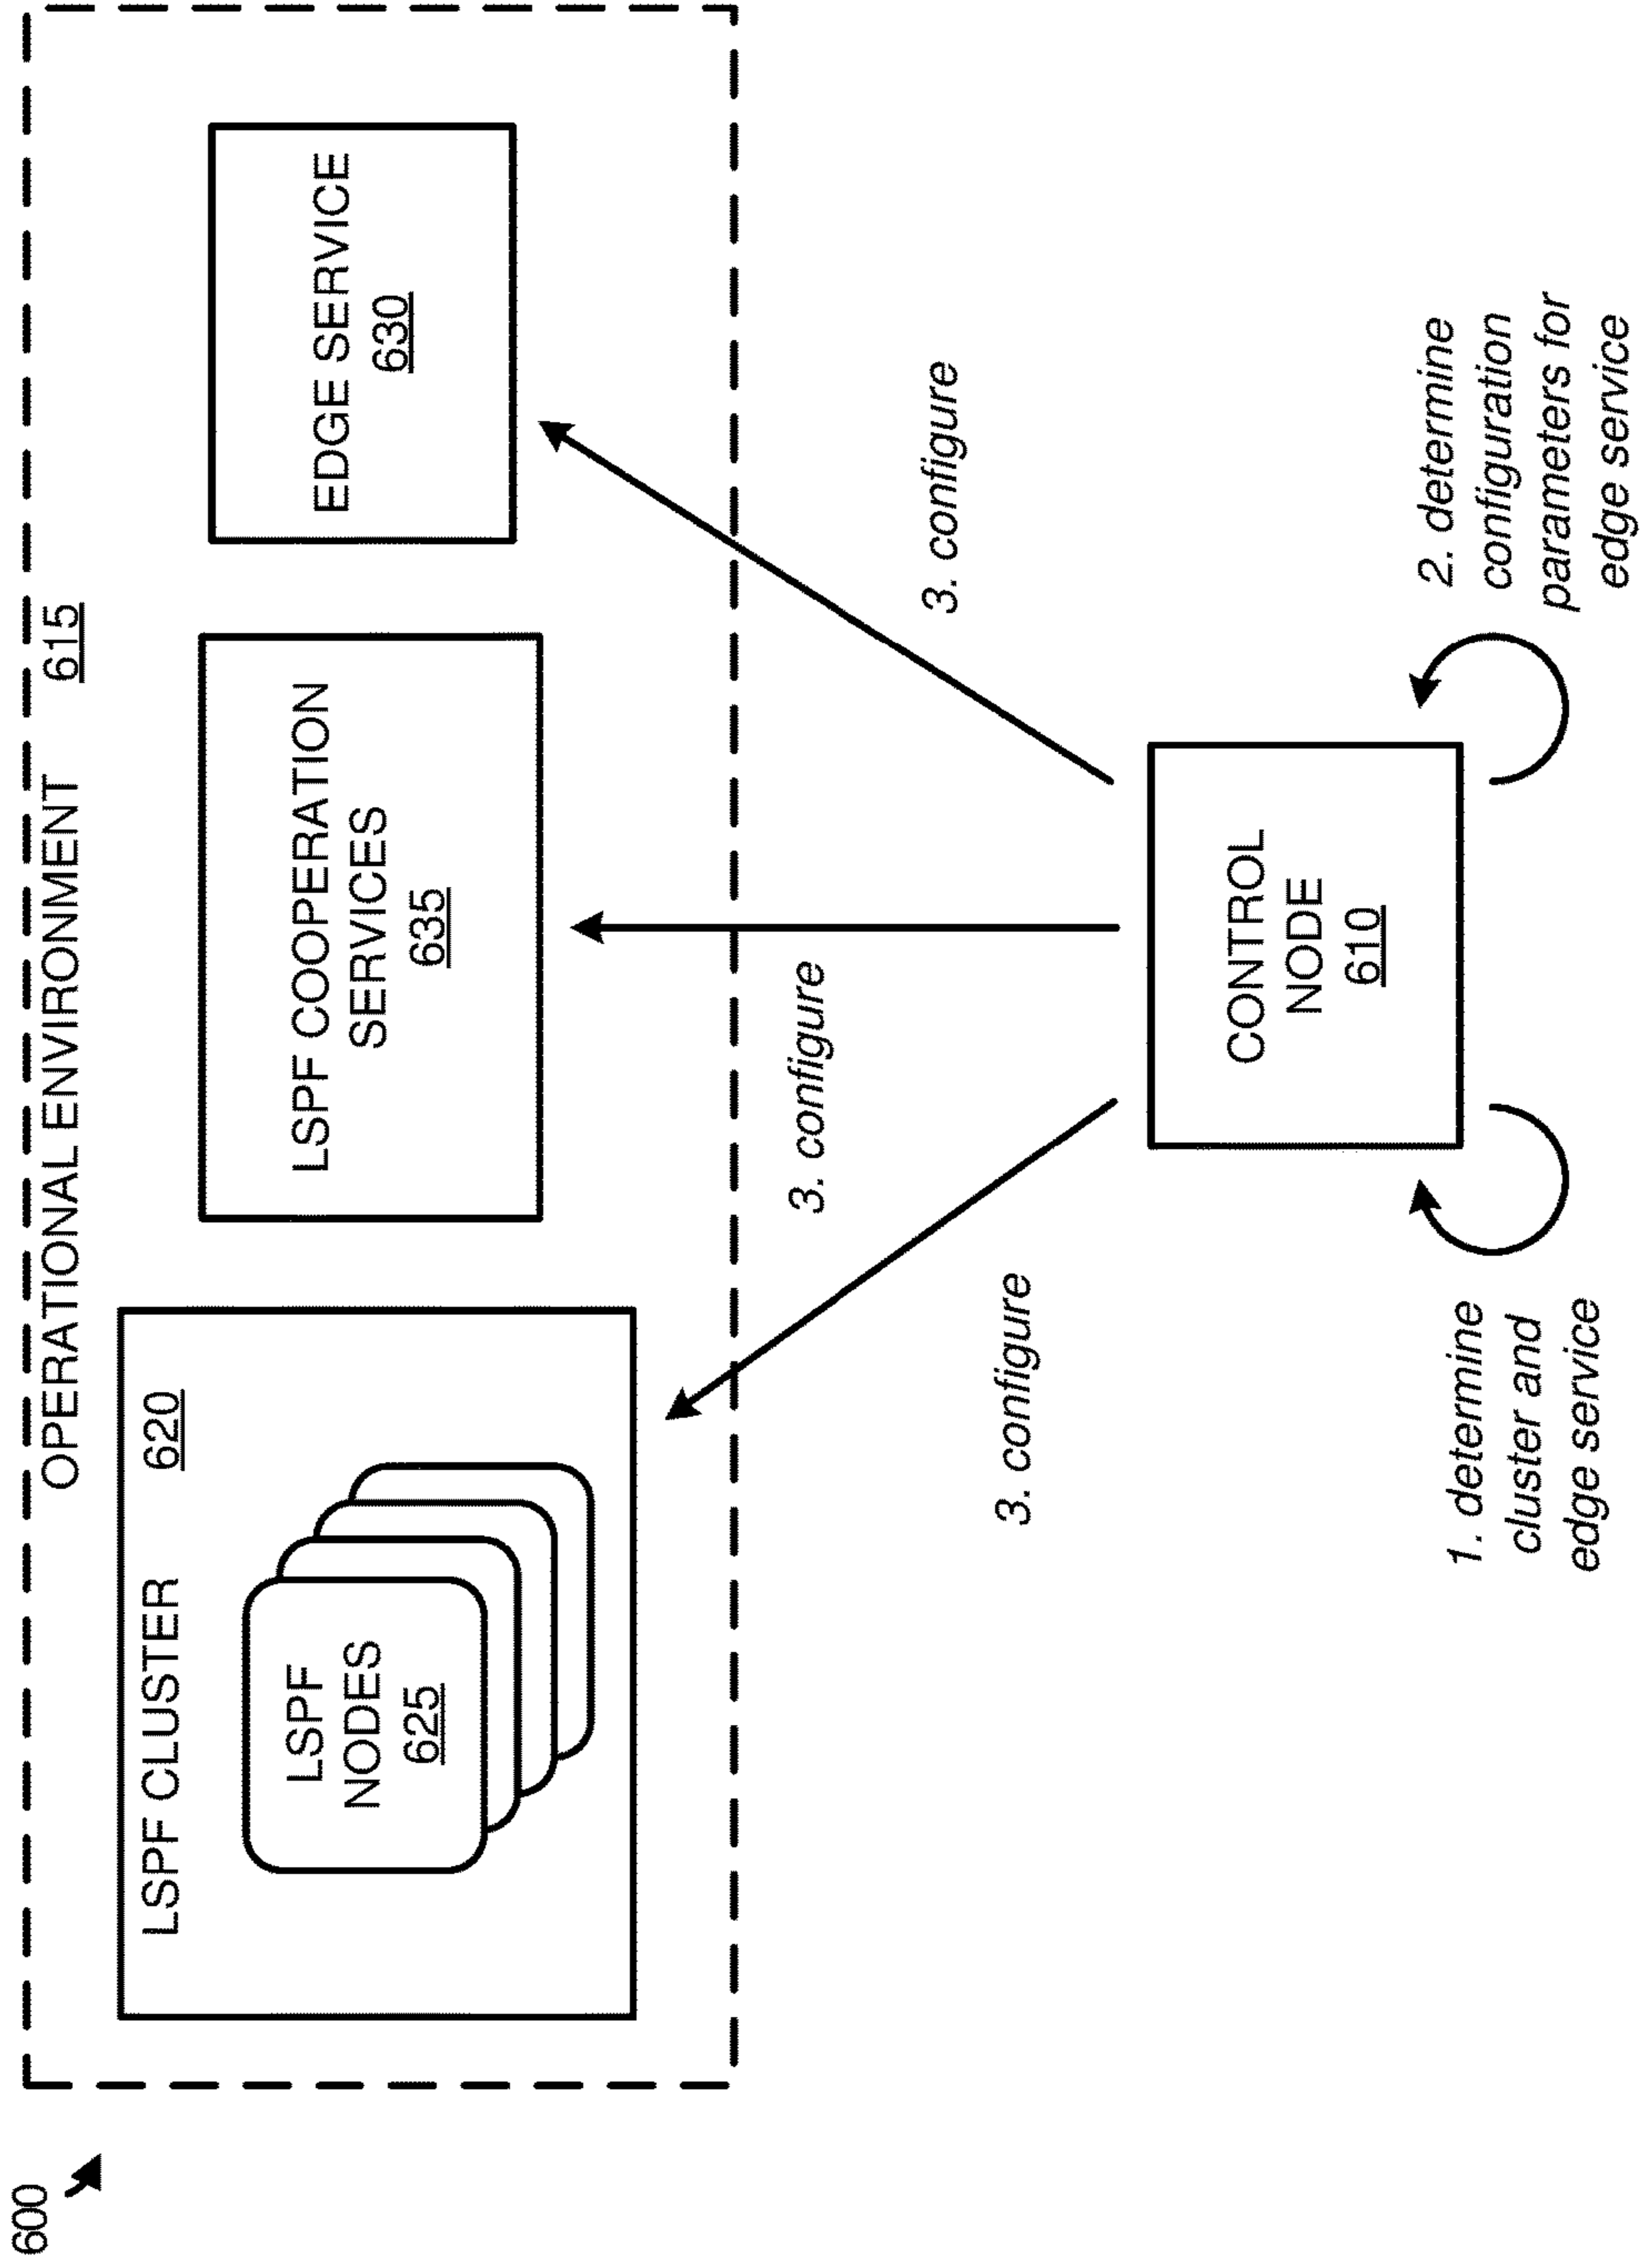 600
OPERATIONAL ENVIRONMENT 615
LSPF CLUSTER 620
LSPF
NODES
625
LSPF COOPERATION
SERVICES
635
EDGE SERVICE
630
3. configure
3. configure
3. configure
CONTROL
NODE
610
1. determine
cluster and
edge service
2. determine
configuration
parameters for
edge service